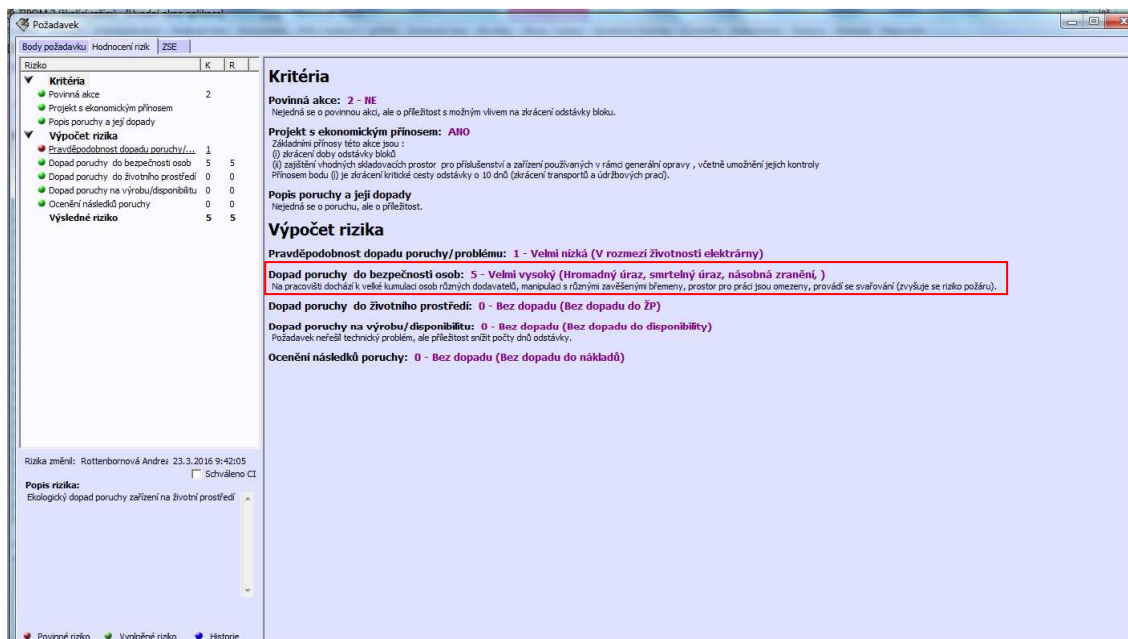 Požadavek
Body požadavku Hodnocení rizik ZSE
Riziko K R
Kritéria
Povinná akce 2
Projekt s ekonomickým přínosem
Popis poruchy a její dopady
Výpočet rizika
Pravděpodobnost dopadu poruchy/... 1
Dopad poruchy do bezpečnosti osob 5 5
Dopad poruchy do životního prostředí 0 0
Dopad poruchy na výrobu/disponibilitu 0 0
Ocenění následků poruchy 0 0
Výsledné riziko 5 5
Rizika změnil: Rottenbornová Andrea 23.3.2016 9:42:05
Schváleno CI
Popis rizika:
Ekologický dopad poruchy zařízení na životní prostředí
Povinné riziko Vyplněné riziko Historie
Kritéria
Povinná akce: 2 - NE
Nejedná se o povinnou akci, ale o příležitost s možným vlivem na zkrácení odstávky bloku.
Projekt s ekonomickým přínosem: ANO
Základními přínosy této akce jsou :
(i) zkrácení doby odstávky bloků
(ii) zajištění vhodných skladovacích prostor pro příslušenství a zařízení používaných v rámci generální opravy , včetně umožnění jejich kontroly
Přínosem bodu (i) je zkrácení kritické cesty odstávky o 10 dnů (zkrácení transportů a údržbových prací).
Popis poruchy a její dopady
Nejedná se o poruchu, ale o příležitost.
Výpočet rizika
Pravděpodobnost dopadu poruchy/problému: 1 - Velmi nízká (V rozmezí životnosti elektrárny)
Dopad poruchy do bezpečnosti osob: 5 - Velmi vysoký (Hromadný úraz, smrtelný úraz, násobná zranění, )
Na pracovišti dochází k velké kumulaci osob různých dodavatelů, manipulaci s různými zavěšenými břemeny, prostor pro práci jsou omezeny, provádí se svařování (zvyšuje se riziko požáru).
Dopad poruchy do životního prostředí: 0 - Bez dopadu (Bez dopadu do ŽP)
Dopad poruchy na výrobu/disponibilitu: 0 - Bez dopadu (Bez dopadu do disponibility)
Požadavek neřešil technický problém, ale příležitost snížit počty dnů odstávky.
Ocenění následků poruchy: 0 - Bez dopadu (Bez dopadu do nákladů)